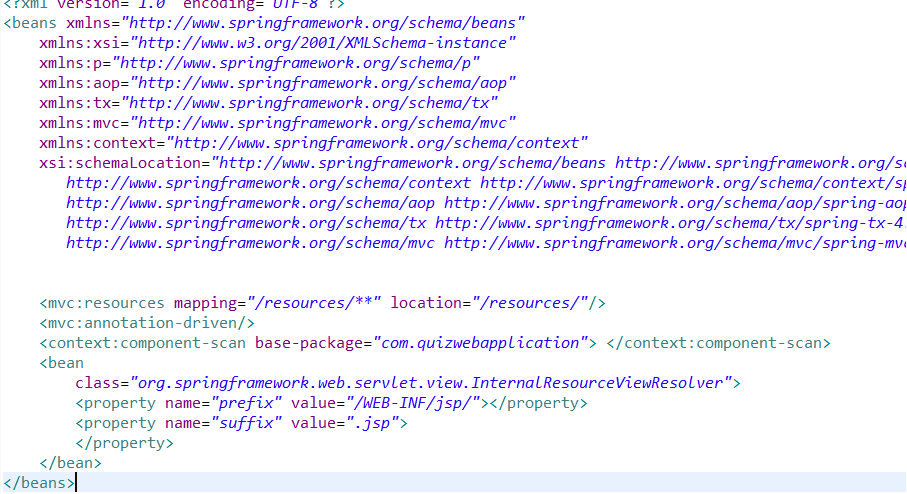 <?xml version="1.0" encoding="UTF-8"?>
<beans xmlns="http://www.springframework.org/schema/beans"
    xmlns:xsi="http://www.w3.org/2001/XMLSchema-instance"
    xmlns:p="http://www.springframework.org/schema/p"
    xmlns:aop="http://www.springframework.org/schema/aop"
    xmlns:tx="http://www.springframework.org/schema/tx"
    xmlns:mvc="http://www.springframework.org/schema/mvc"
    xmlns:context="http://www.springframework.org/schema/context"
    xsi:schemaLocation="http://www.springframework.org/schema/beans http://www.springframework.org/sc
       http://www.springframework.org/schema/context http://www.springframework.org/schema/context/sp
       http://www.springframework.org/schema/aop http://www.springframework.org/schema/aop/spring-aop
       http://www.springframework.org/schema/tx http://www.springframework.org/schema/tx/spring-tx-4.
       http://www.springframework.org/schema/mvc http://www.springframework.org/schema/mvc/spring-mvc
    <mvc:resources mapping="/resources/**" location="/resources/"/>
    <mvc:annotation-driven/>
    <context:component-scan base-package="com.quizwebapplication"> </context:component-scan>
    <bean
        class="org.springframework.web.servlet.view.InternalResourceViewResolver">
        <property name="prefix" value="/WEB-INF/jsp/"></property>
        <property name="suffix" value=".jsp">
        </property>
    </bean>
</beans>